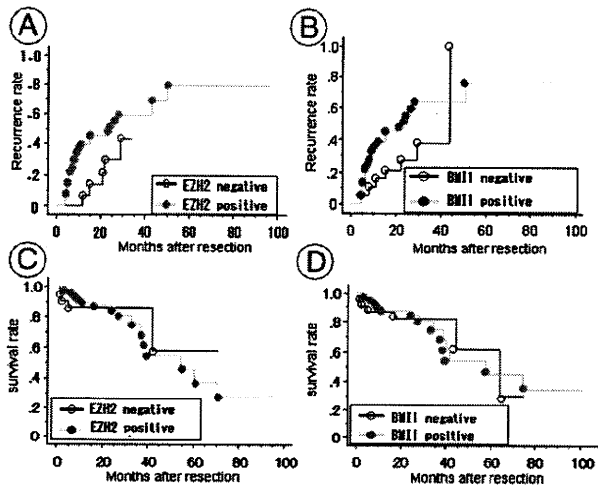 A
Recurrence rate
1.0
.8
.6
.4
.2
0
EZH2 negative
EZH2 positive
0 20 40 60 80 100
Months after resection
B
Recurrence rate
1.0
.8
.6
.4
.2
0
BMI1 negative
BMI1 positive
0 20 40 60 80 100
Months after resection
C
survival rate
1.0
.8
.6
.4
.2
0
EZH2 negative
EZH2 positive
0 20 40 60 80 100
Months after resection
D
survival rate
1.0
.8
.6
.4
.2
0
BMI1 negative
BMI1 positive
0 20 40 60 80 100
Months after resection